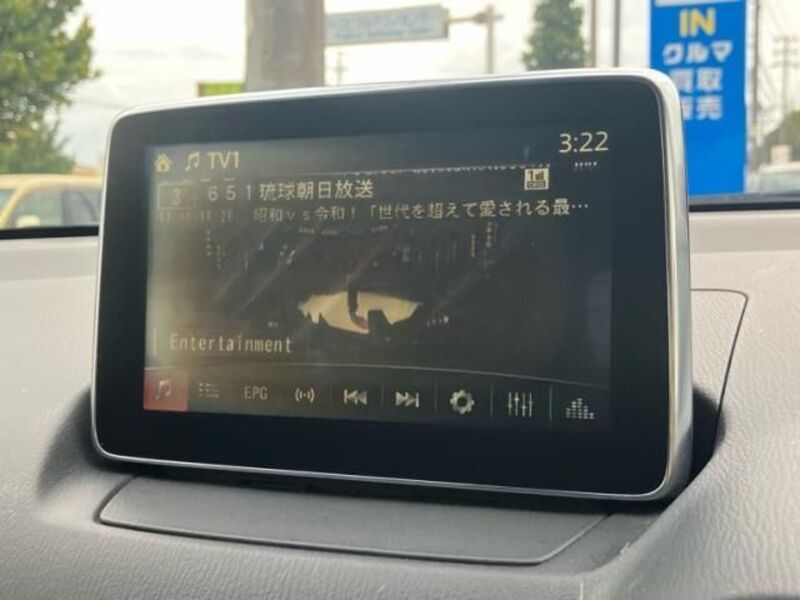 IN
クルマ
買取
販売
TV1
3:22
3 651 琉球朝日放送
昭和vs令和!「世代を超えて愛される最…
Entertainment
EPG